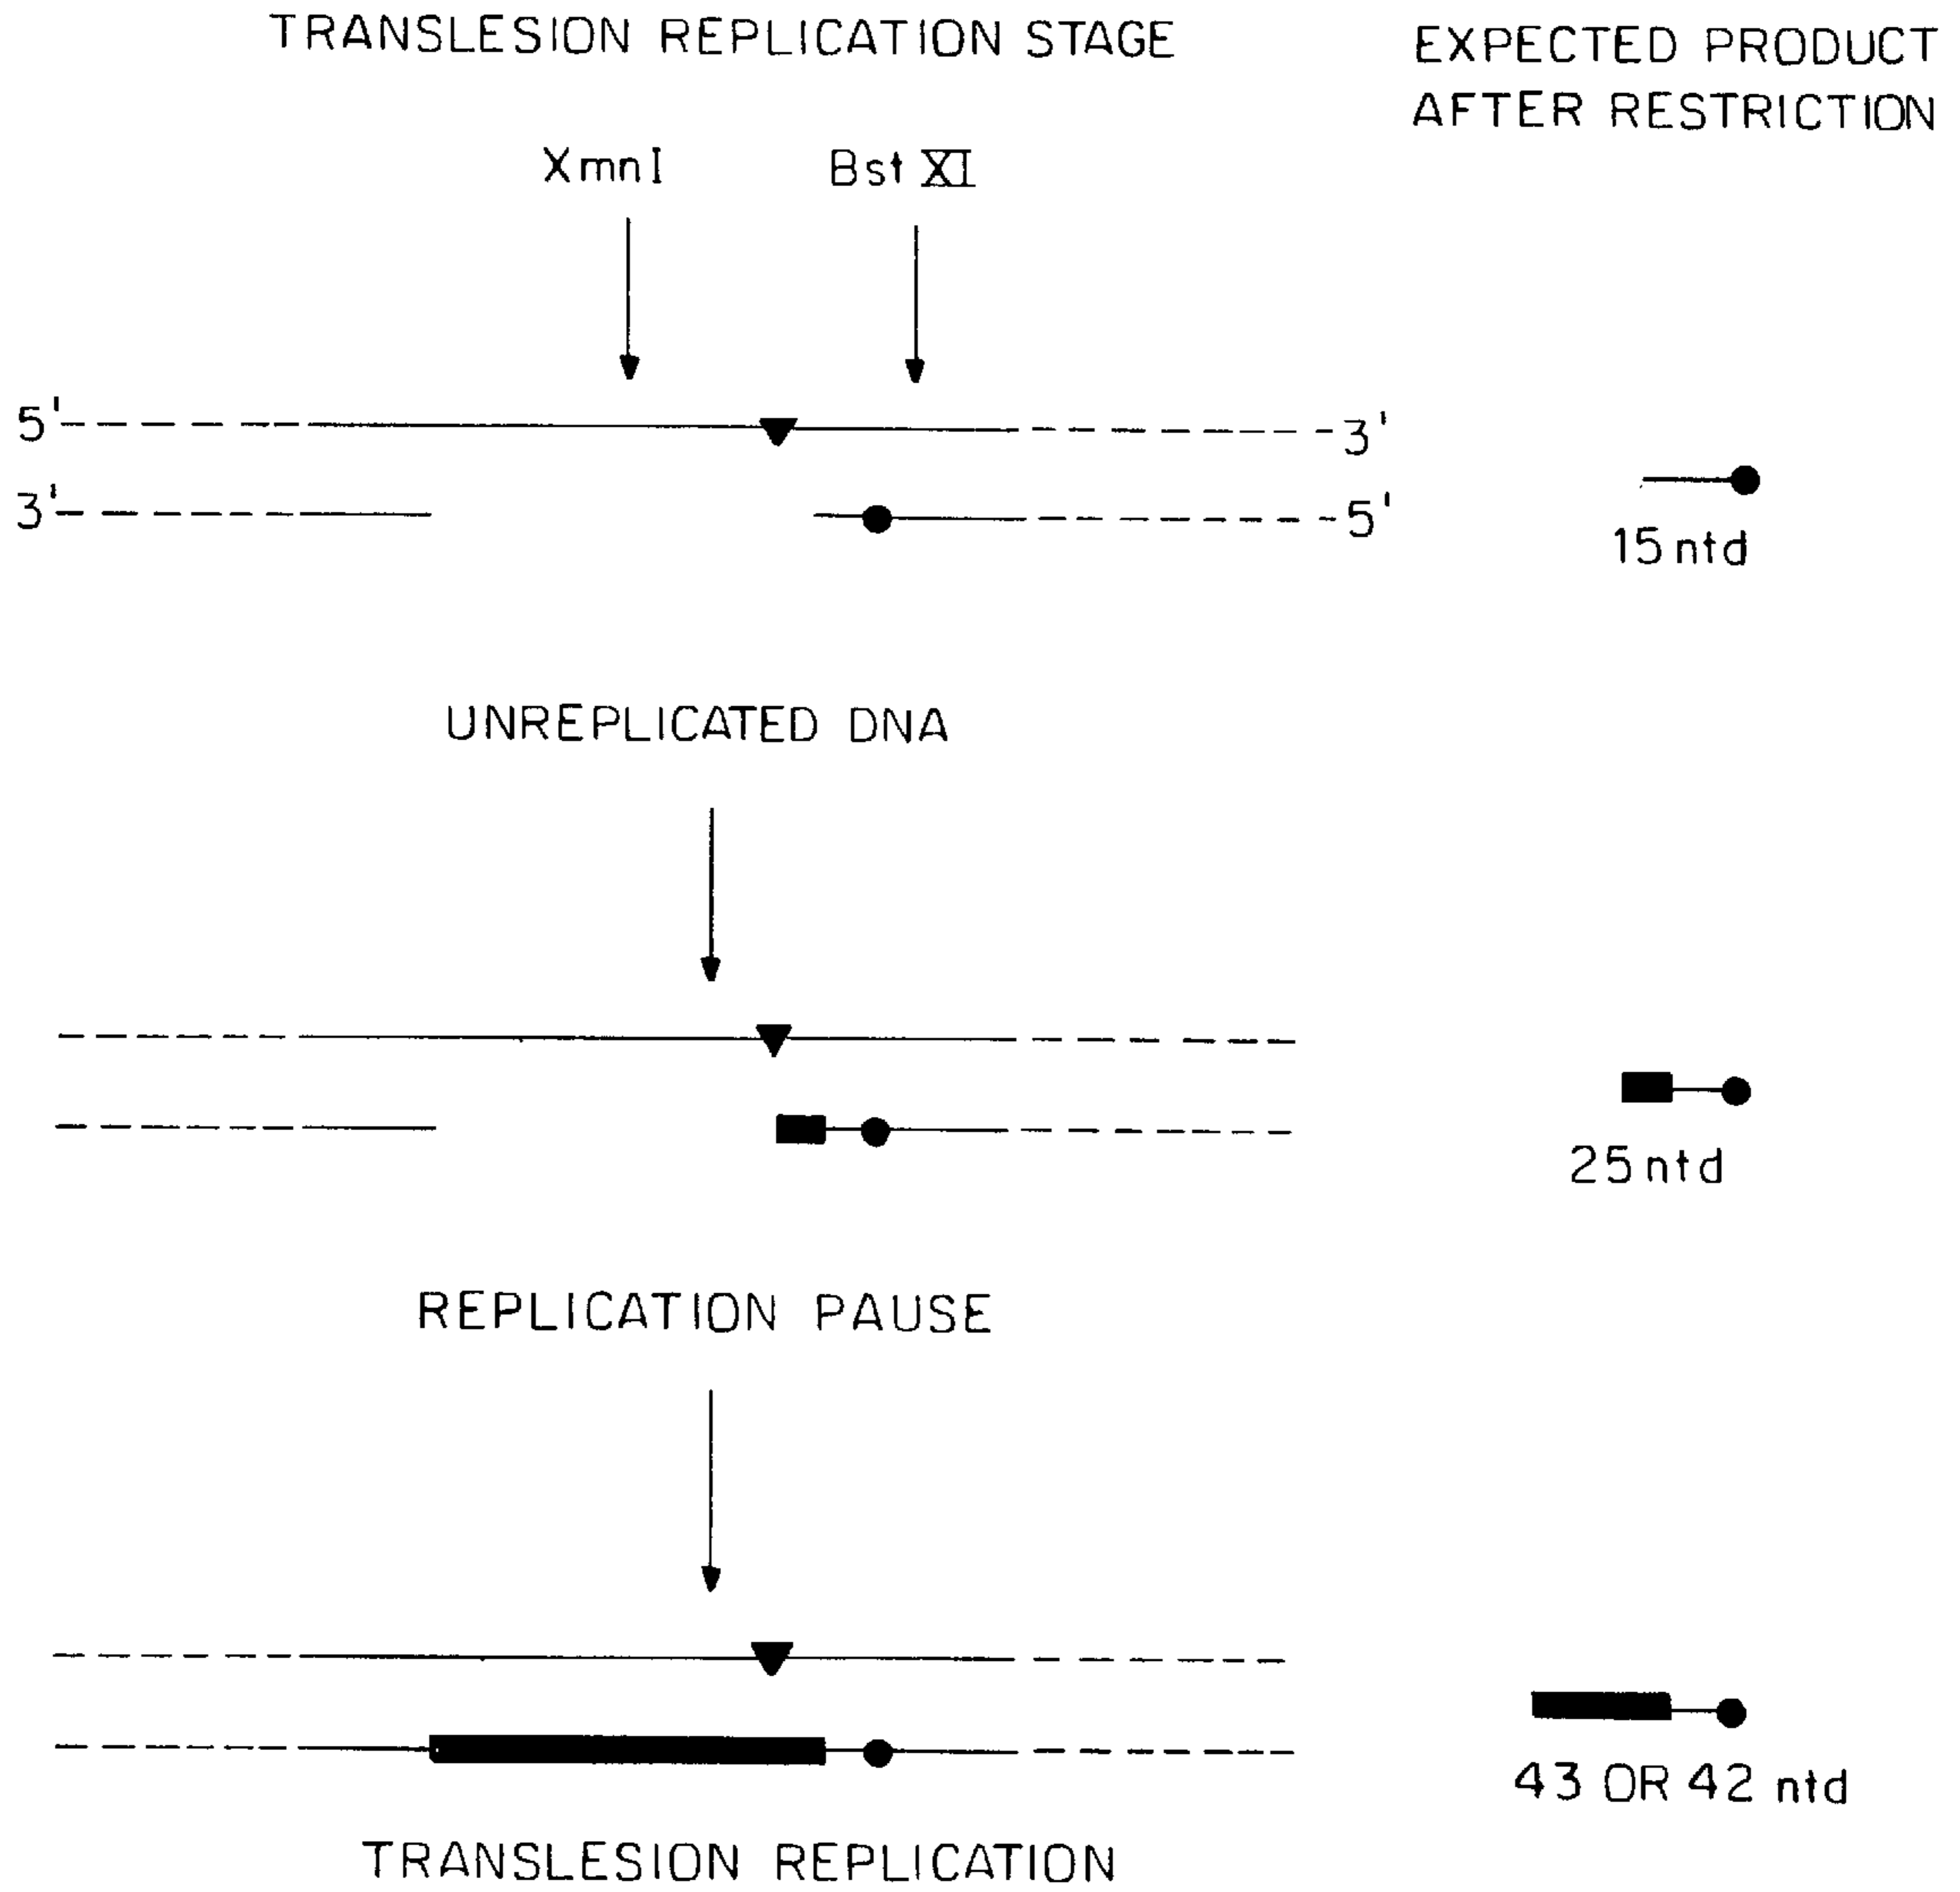 TRANSLESION REPLICATION STAGE
EXPECTED PRODUCT
AFTER RESTRICTION
XmnI
Bst XI
5'
3'
3'
5'
15 ntd
UNREPLICATED DNA
25 ntd
REPLICATION PAUSE
43 OR 42 ntd
TRANSLESION REPLICATION